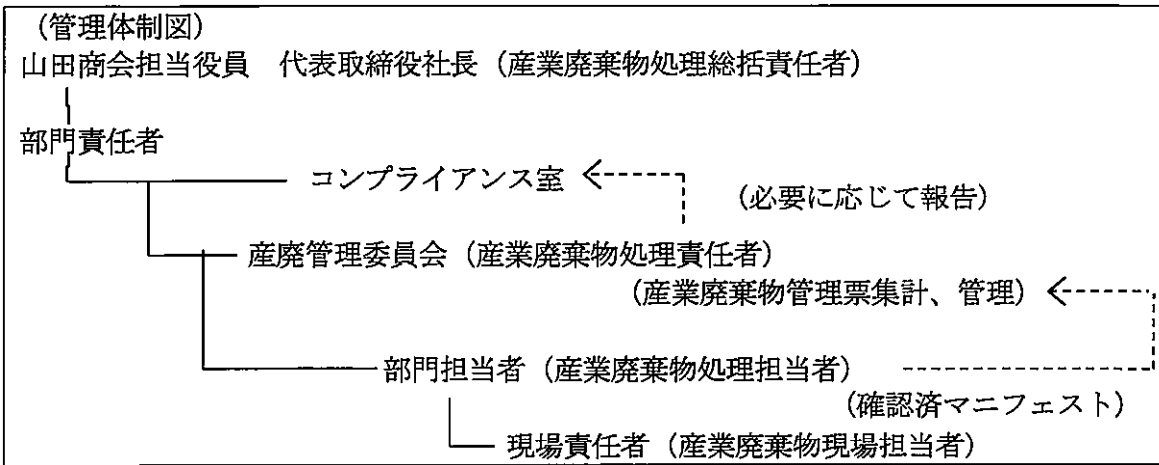 （管理体制図）
山田商会担当役員　代表取締役社長（産業廃棄物処理総括責任者）
部門責任者
コンプライアンス室
（必要に応じて報告）
産廃管理委員会（産業廃棄物処理責任者）
（産業廃棄物管理票集計、管理）
部門担当者（産業廃棄物処理担当者）
（確認済マニフェスト）
現場責任者（産業廃棄物現場担当者）